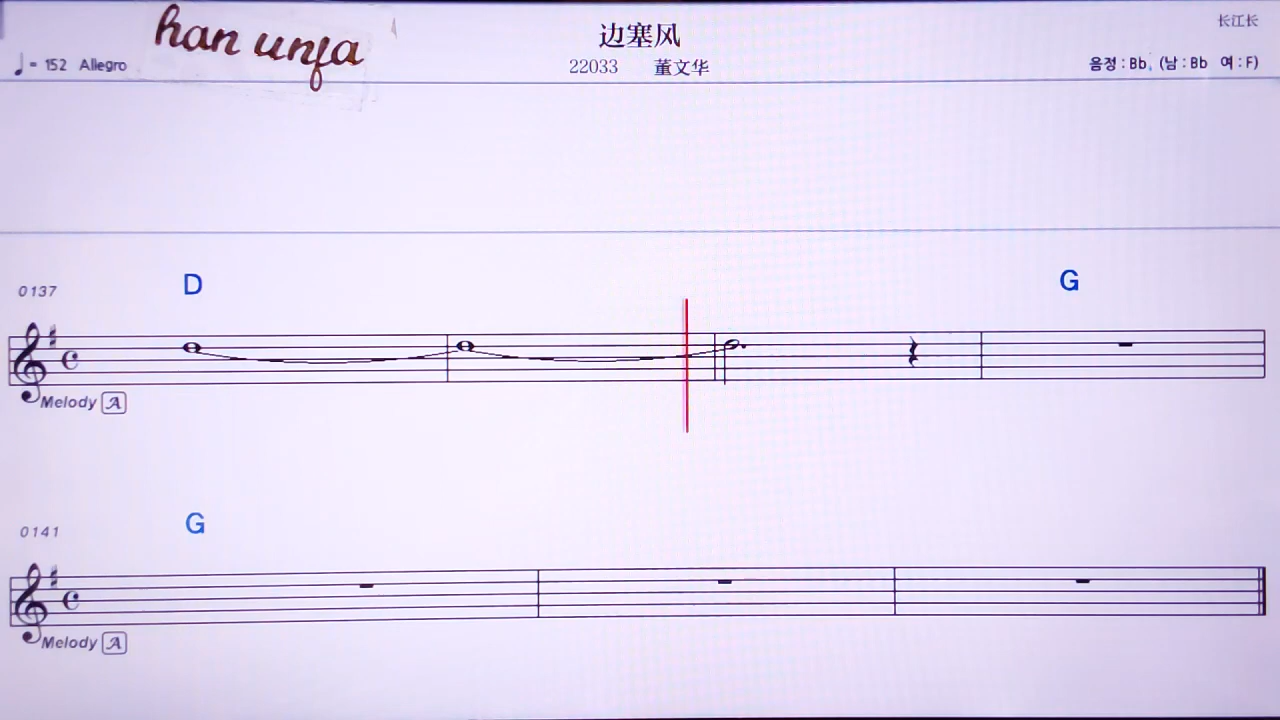 han unfa
边塞风
长江长
♩= 152 Allegro
22033 董文华
음정 : Bb, (남 : Bb 여 : F)
0137
D
G
Melody A
0141
G
Melody A